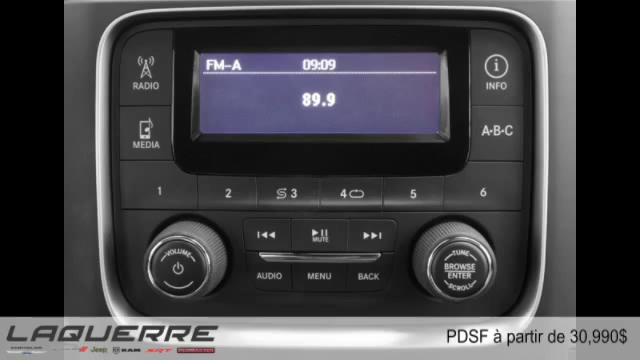 FM-A 09:09
89.9
RADIO
INFO
MEDIA
A-B-C
1 2 3 4 5 6
MUTE
VOLUME
TUNE
BROWSE
ENTER
SCROLL
AUDIO MENU BACK
LAQUERRE
PDSF à partir de 30,990$
Jeep RAM SRT